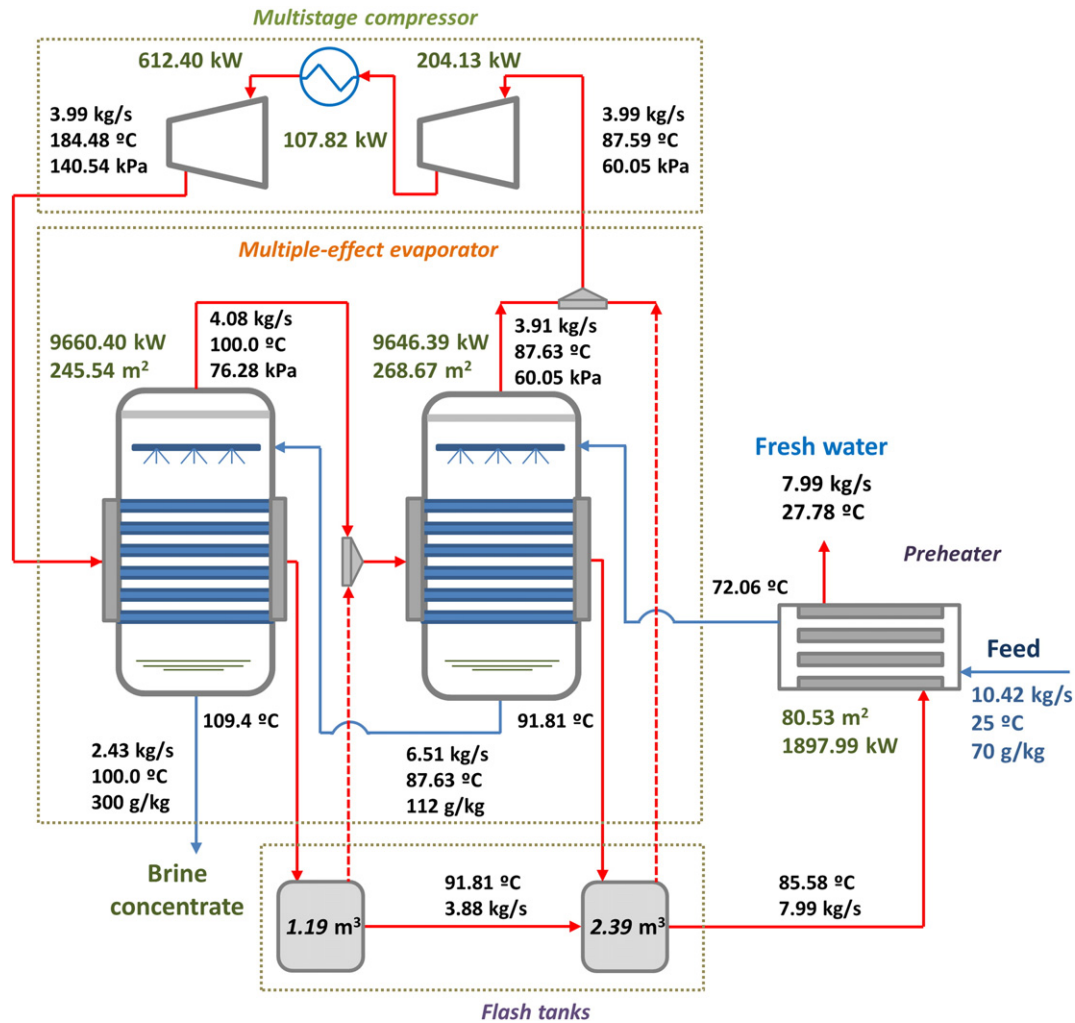 Multistage compressor
612.40 kW
204.13 kW
3.99 kg/s
184.48 ºC
140.54 kPa
107.82 kW
3.99 kg/s
87.59 ºC
60.05 kPa
Multiple-effect evaporator
9660.40 kW
245.54 m²
4.08 kg/s
100.0 ºC
76.28 kPa
9646.39 kW
268.67 m²
3.91 kg/s
87.63 ºC
60.05 kPa
Fresh water
7.99 kg/s
27.78 ºC
Preheater
72.06 ºC
Feed
10.42 kg/s
25 ºC
70 g/kg
80.53 m²
1897.99 kW
109.4 ºC
2.43 kg/s
100.0 ºC
300 g/kg
91.81 ºC
6.51 kg/s
87.63 ºC
112 g/kg
Brine
concentrate
1.19 m³
91.81 ºC
3.88 kg/s
2.39 m³
85.58 ºC
7.99 kg/s
Flash tanks